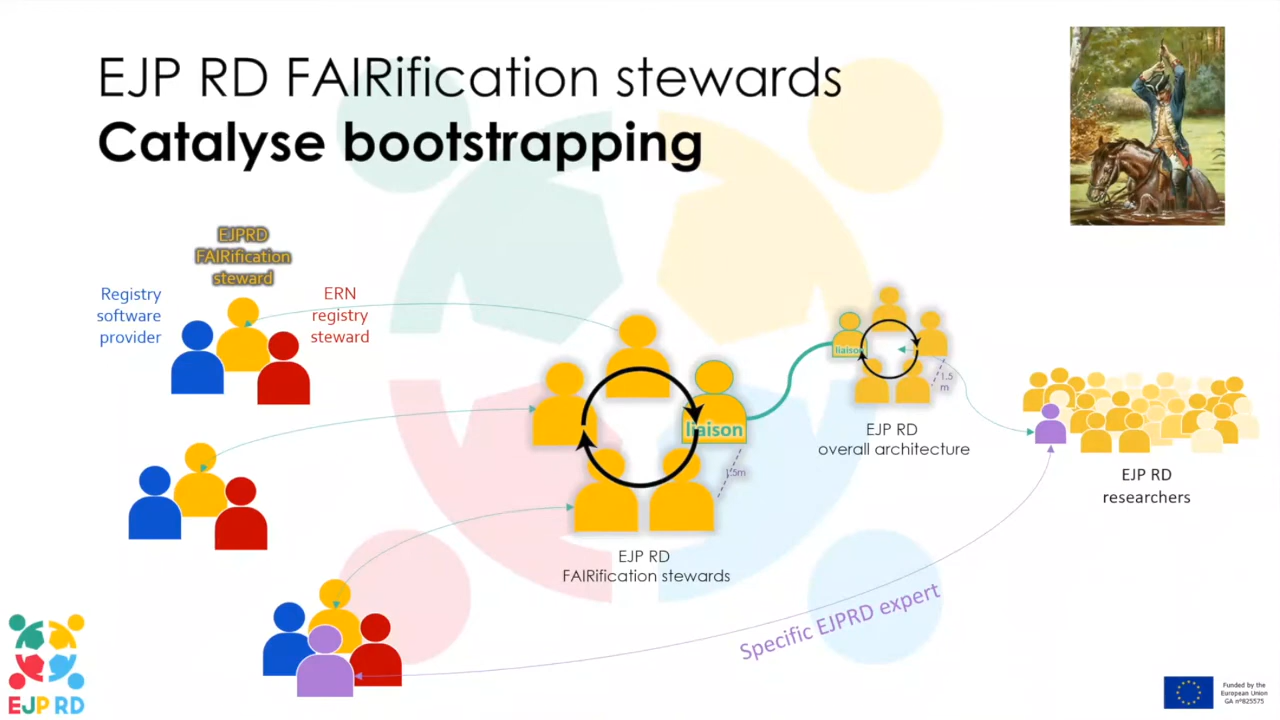 EJP RD FAIRification stewards
Catalyse bootstrapping
EJPRD
FAIRification
steward
Registry
software
provider
ERN
registry
steward
liaison
1.5m
EJP RD
FAIRification stewards
liaison
1.5
m
EJP RD
overall architecture
EJP RD
researchers
Specific EJPRD expert
EJP RD
Funded by the
European Union
GA n°825575